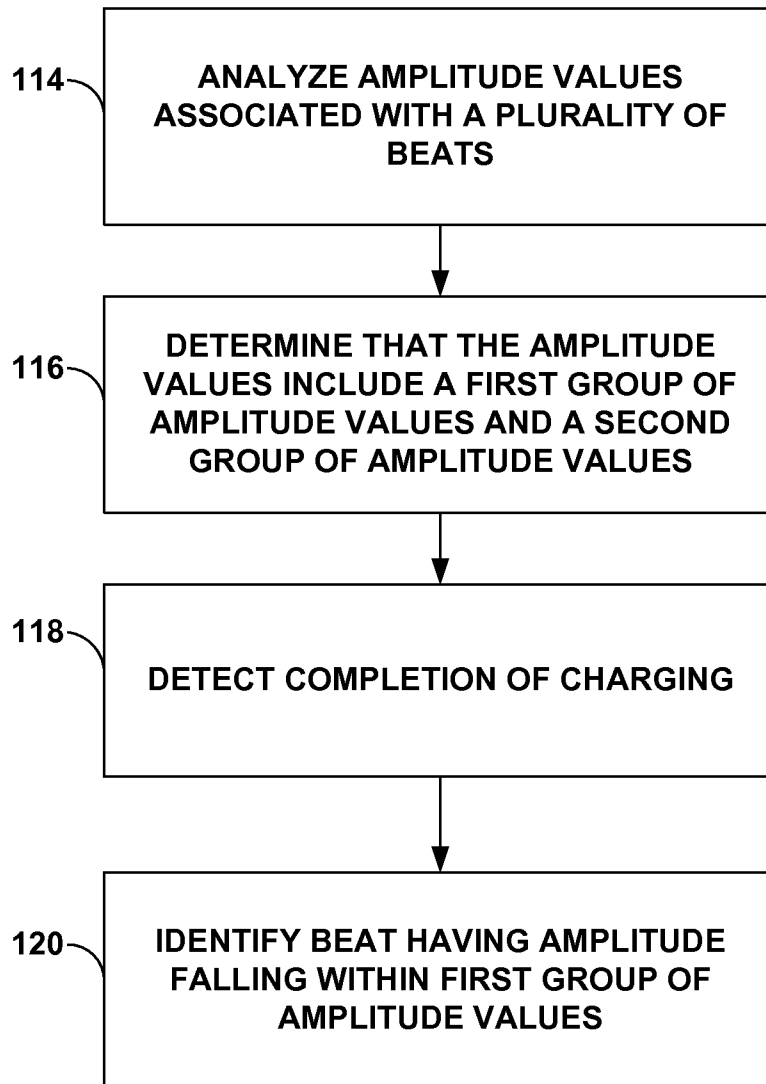 114
ANALYZE AMPLITUDE VALUES
ASSOCIATED WITH A PLURALITY OF
BEATS
116
DETERMINE THAT THE AMPLITUDE
VALUES INCLUDE A FIRST GROUP OF
AMPLITUDE VALUES AND A SECOND
GROUP OF AMPLITUDE VALUES
118
DETECT COMPLETION OF CHARGING
120
IDENTIFY BEAT HAVING AMPLITUDE
FALLING WITHIN FIRST GROUP OF
AMPLITUDE VALUES